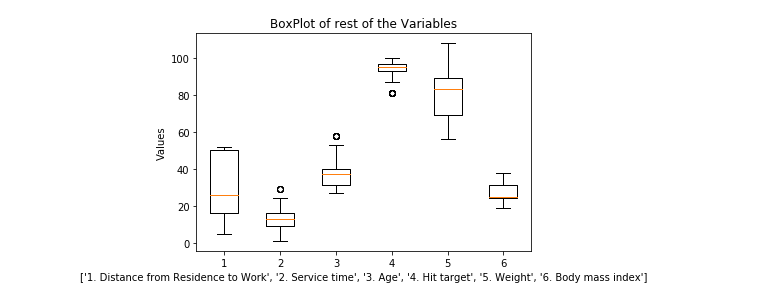 BoxPlot of rest of the Variables
100
80
60
40
20
0
Values
1 2 3 4 5 6
['1. Distance from Residence to Work', '2. Service time', '3. Age', '4. Hit target', '5. Weight', '6. Body mass index']